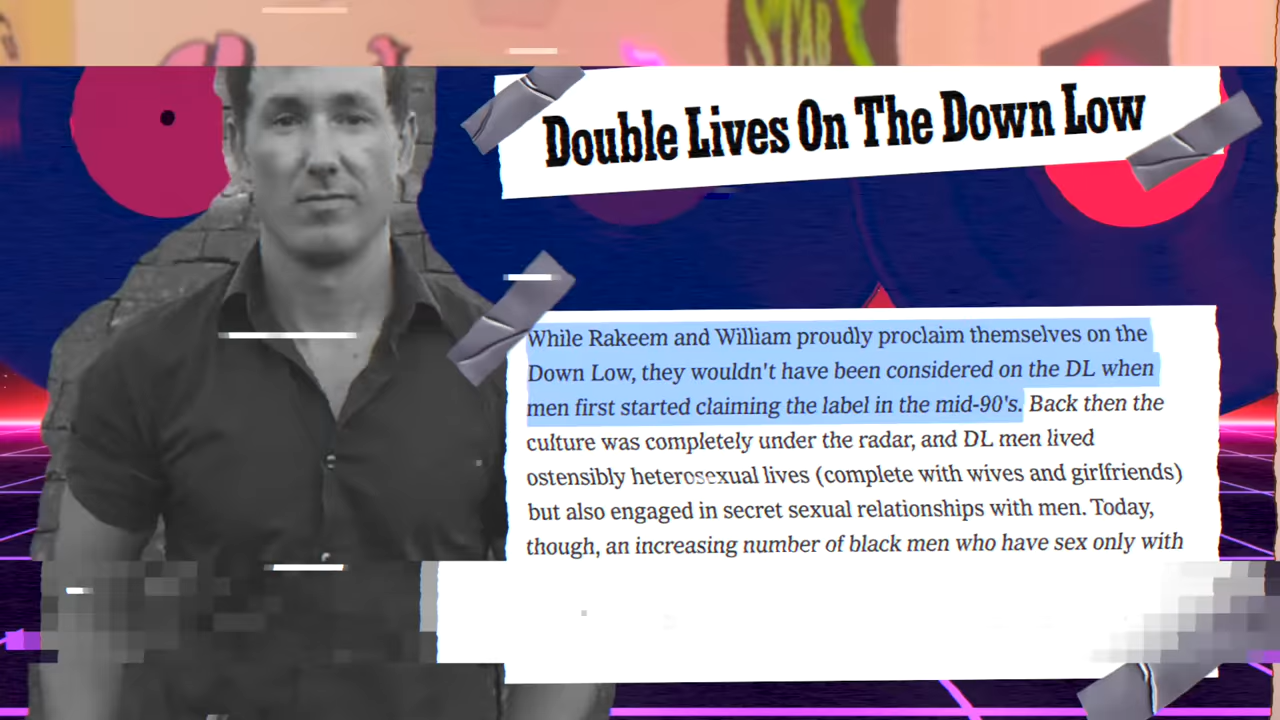 STAB
Double Lives On The Down Low
While Rakeem and William proudly proclaim themselves on the
Down Low, they wouldn't have been considered on the DL when
men first started claiming the label in the mid-90's. Back then the
culture was completely under the radar, and DL men lived
ostensibly heterosexual lives (complete with wives and girlfriends)
but also engaged in secret sexual relationships with men. Today,
though, an increasing number of black men who have sex only with